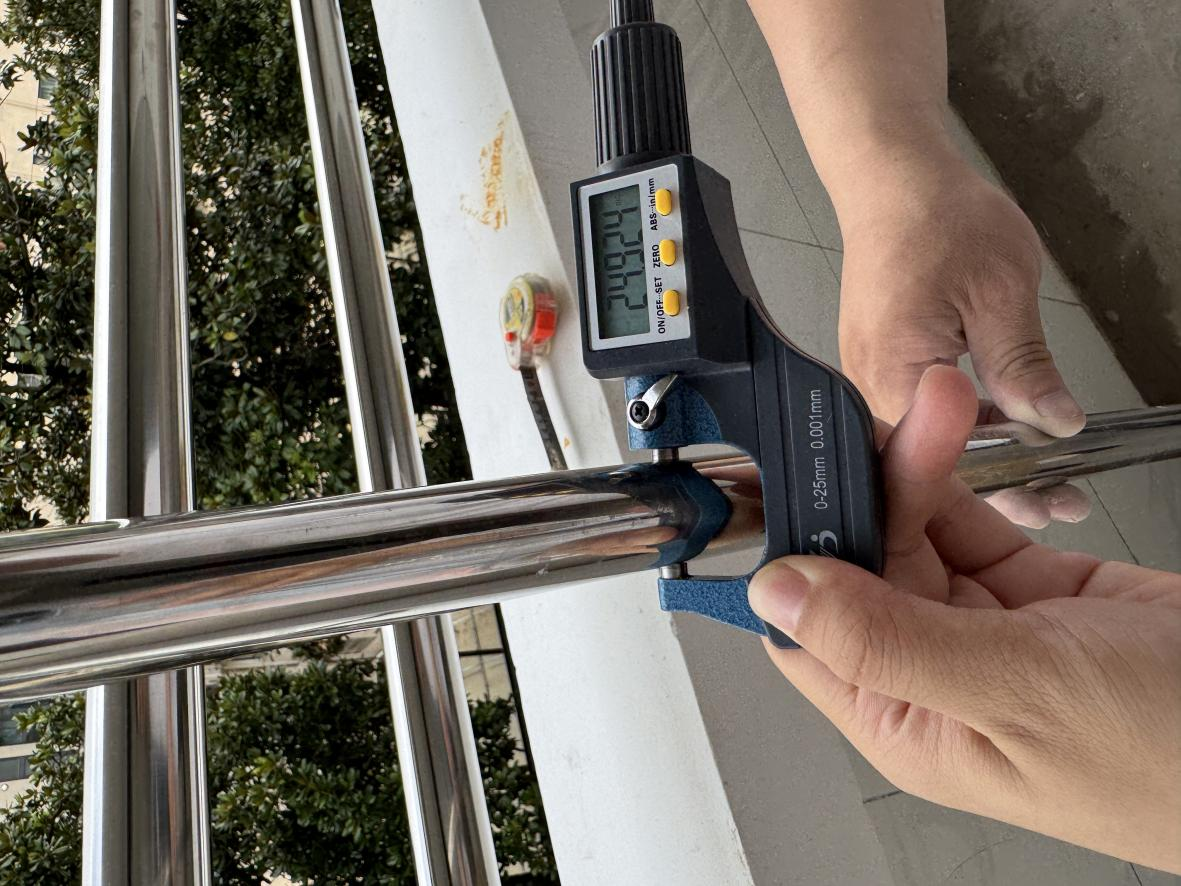 24.924
ON/OFF SET ZERO ABS in/mm
0-25mm 0.001mm